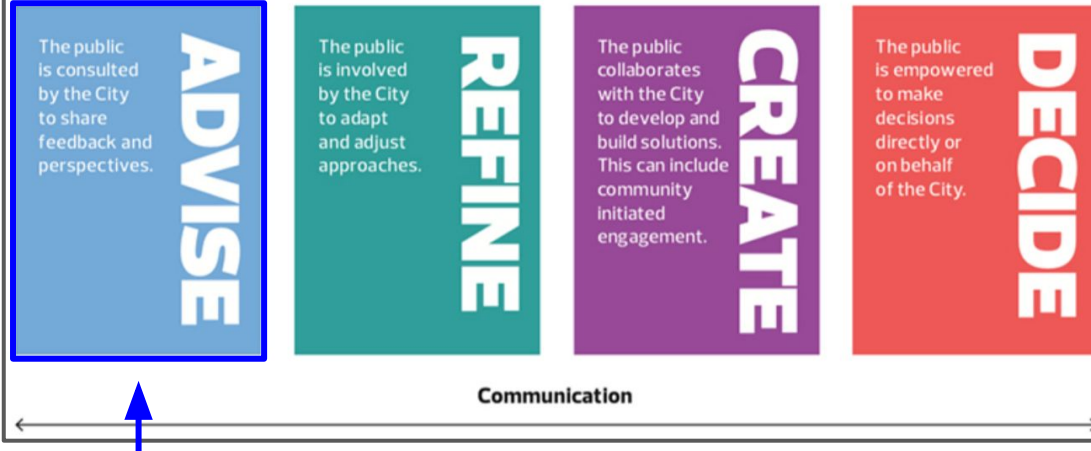 The public
is consulted
by the City
to share
feedback and
perspectives.
ADVISE
The public
is involved
by the City
to adapt
and adjust
approaches.
REFINE
The public
collaborates
with the City
to develop and
build solutions.
This can include
community
initiated
engagement.
CREATE
The public
is empowered
to make
decisions
directly or
on behalf
of the City.
DECIDE
Communication